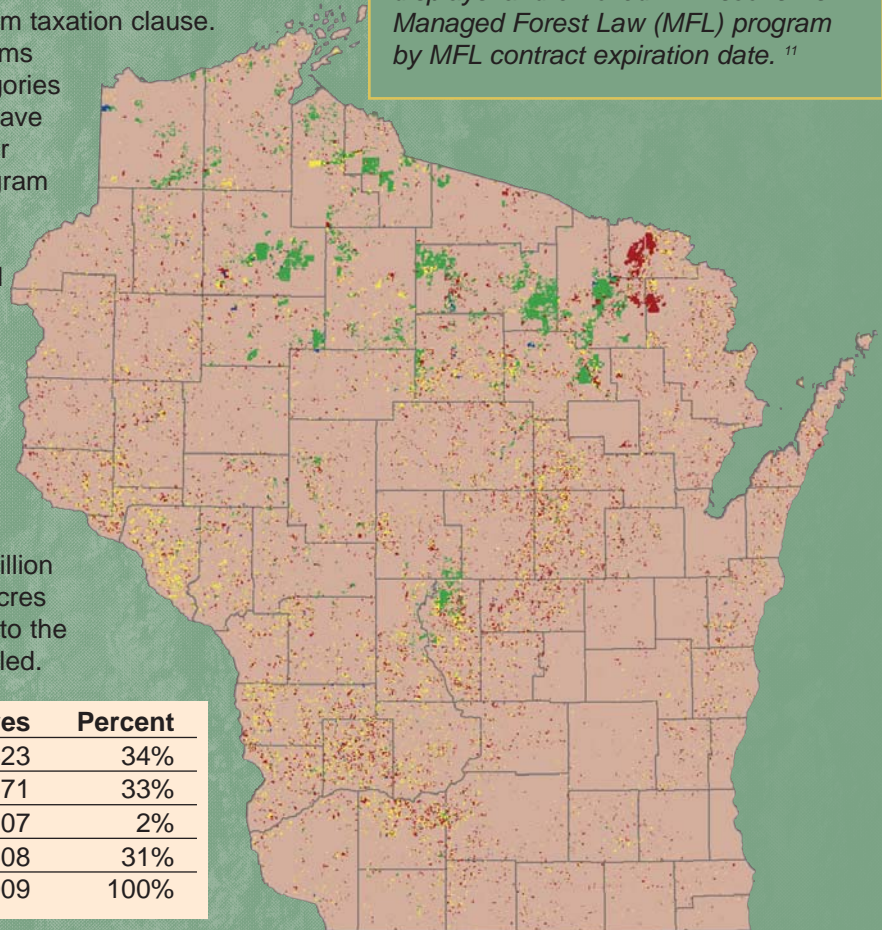 m taxation clause.
ms
gories
ave
r
gram
Managed Forest Law (MFL) program
by MFL contract expiration date. 11
illion
cres
to the
led.
es Percent
23 34%
71 33%
07 2%
08 31%
09 100%